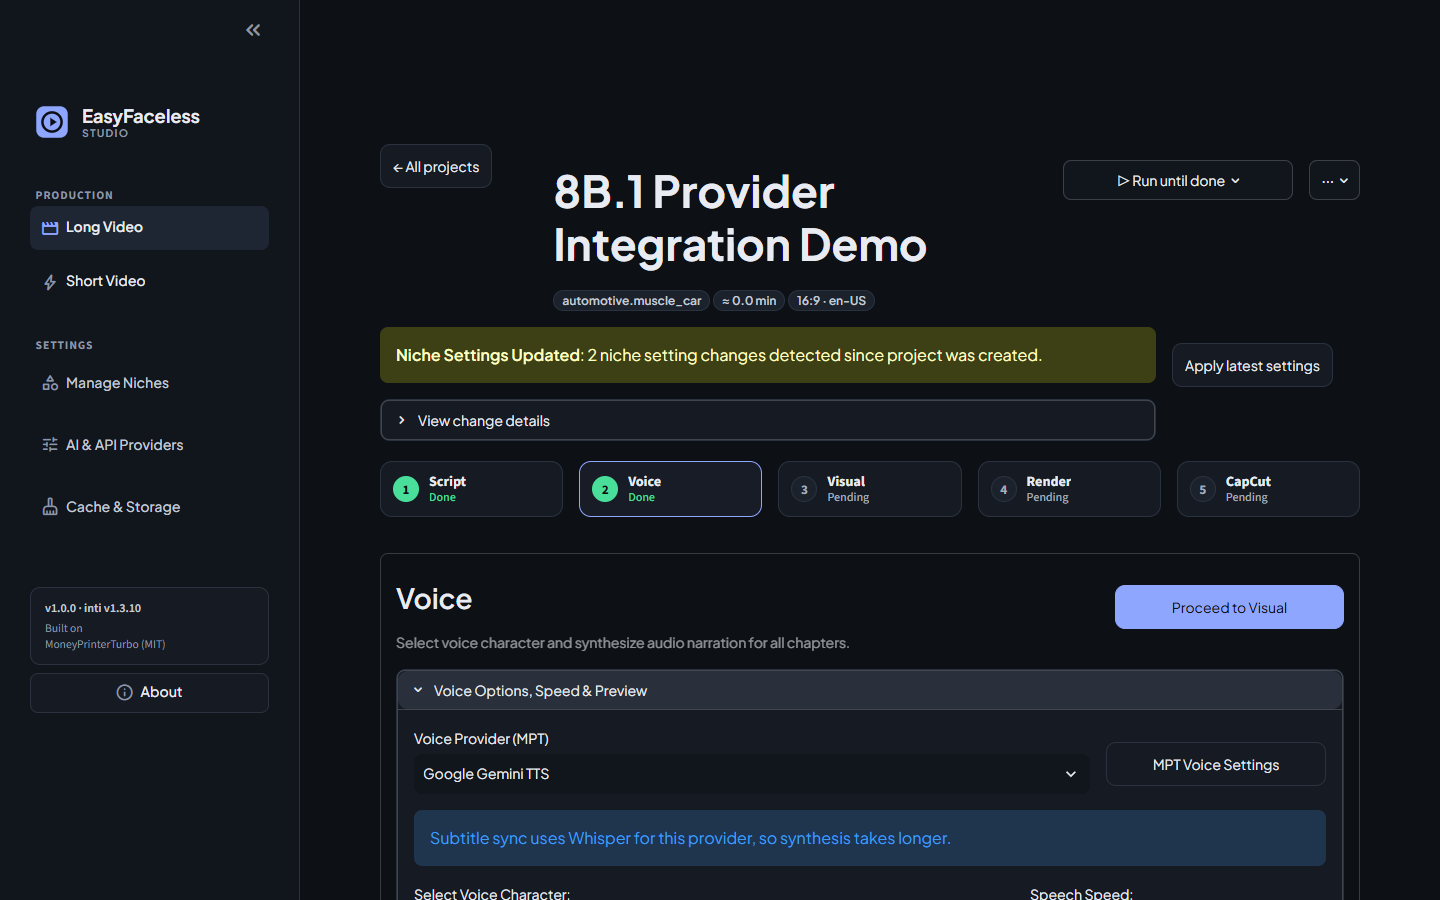 EasyFaceless
STUDIO
PRODUCTION
Long Video
Short Video
SETTINGS
Manage Niches
AI & API Providers
Cache & Storage
v1.0.0 · inti v1.3.10
Built on
MoneyPrinterTurbo (MIT)
About
← All projects
8B.1 Provider
Integration Demo
▷ Run until done
...
automotive.muscle_car
≈ 0.0 min
16:9 · en-US
Niche Settings Updated: 2 niche setting changes detected since project was created.
Apply latest settings
View change details
1
Script
Done
2
Voice
Done
3
Visual
Pending
4
Render
Pending
5
CapCut
Pending
Voice
Proceed to Visual
Select voice character and synthesize audio narration for all chapters.
Voice Options, Speed & Preview
Voice Provider (MPT)
Google Gemini TTS
MPT Voice Settings
Subtitle sync uses Whisper for this provider, so synthesis takes longer.
Select Voice Character:
Speech Speed: